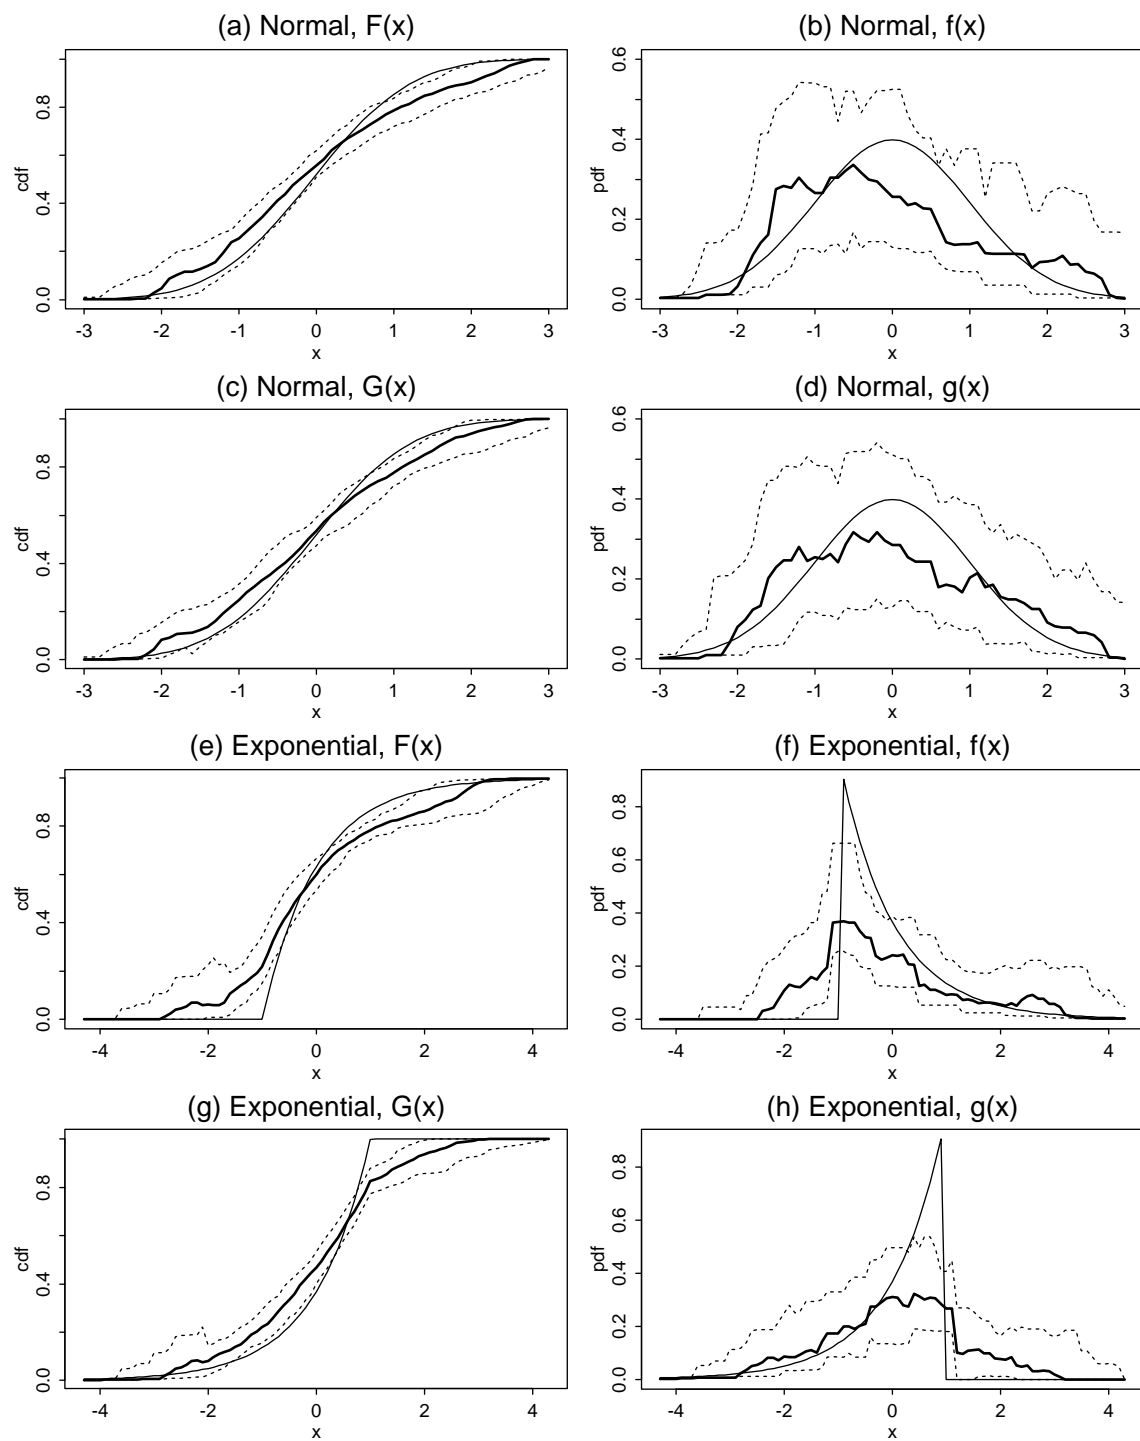 (a) Normal, F(x)
cdf
0.0 0.4 0.8
-3 -2 -1 0 1 2 3
x
(b) Normal, f(x)
pdf
0.0 0.2 0.4 0.6
-3 -2 -1 0 1 2 3
x
(c) Normal, G(x)
cdf
0.0 0.4 0.8
-3 -2 -1 0 1 2 3
x
(d) Normal, g(x)
pdf
0.0 0.2 0.4 0.6
-3 -2 -1 0 1 2 3
x
(e) Exponential, F(x)
cdf
0.0 0.4 0.8
-4 -2 0 2 4
x
(f) Exponential, f(x)
pdf
0.0 0.2 0.4 0.6 0.8
-4 -2 0 2 4
x
(g) Exponential, G(x)
cdf
0.0 0.4 0.8
-4 -2 0 2 4
x
(h) Exponential, g(x)
pdf
0.0 0.2 0.4 0.6 0.8
-4 -2 0 2 4
x